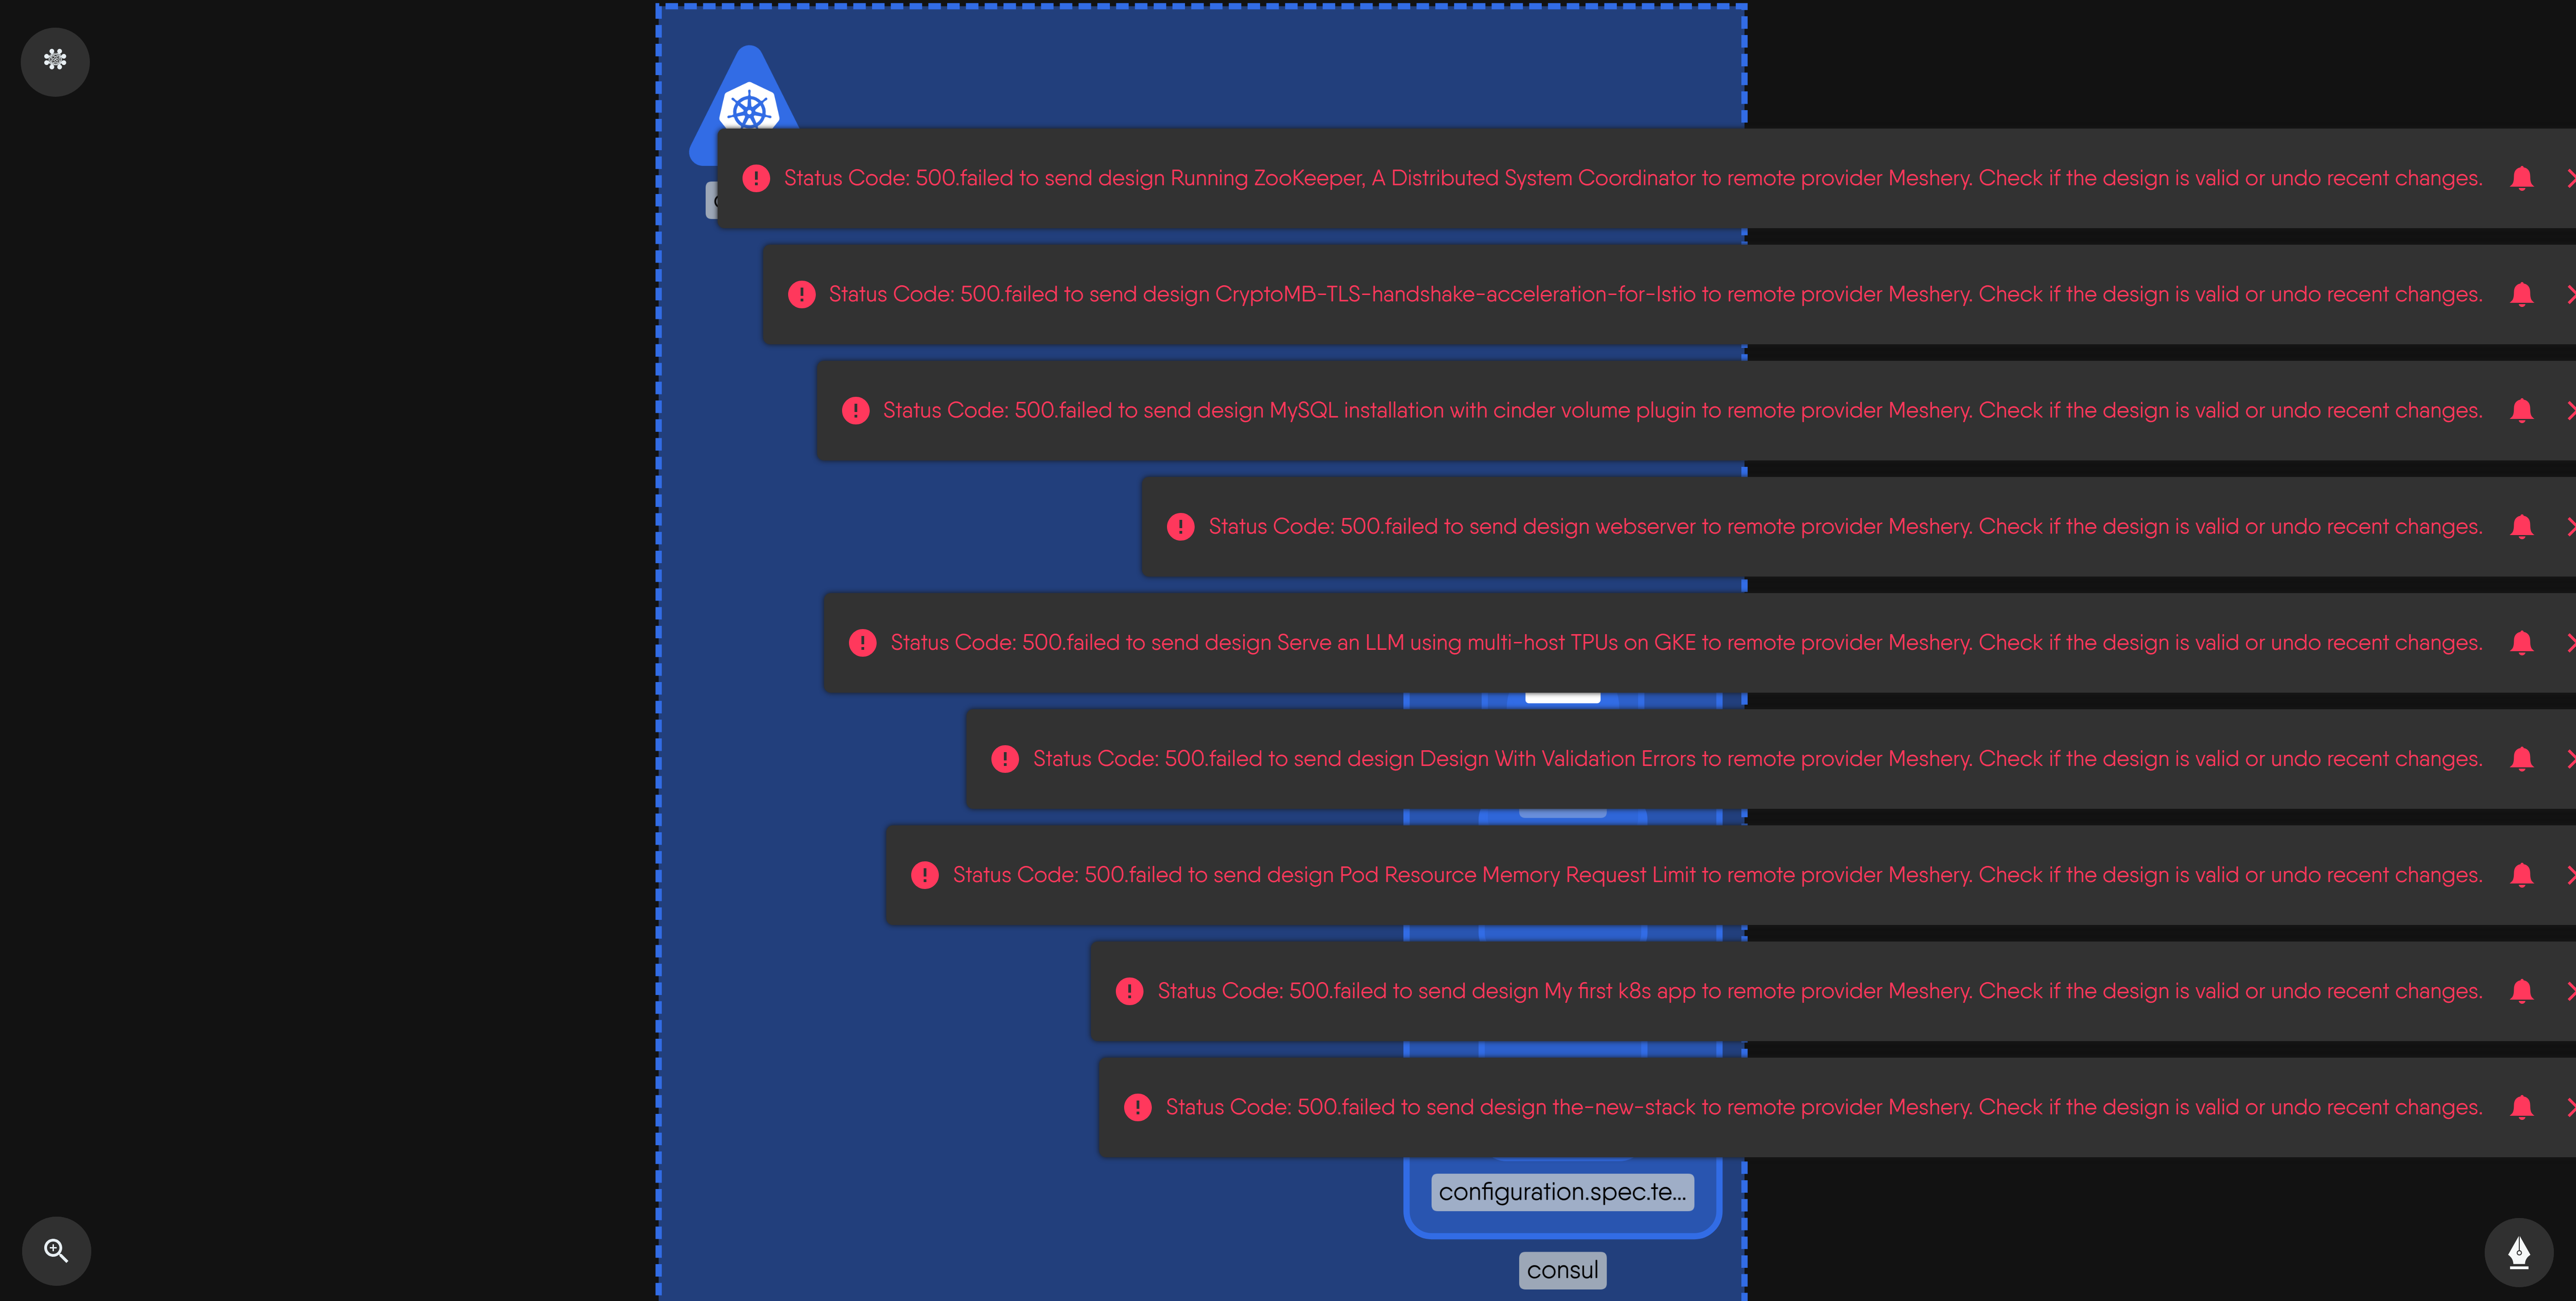 Status Code: 500.failed to send design Running ZooKeeper, A Distributed System Coordinator to remote provider Meshery. Check if the design is valid or undo recent changes.
Status Code: 500.failed to send design CryptoMB-TLS-handshake-acceleration-for-Istio to remote provider Meshery. Check if the design is valid or undo recent changes.
Status Code: 500.failed to send design MySQL installation with cinder volume plugin to remote provider Meshery. Check if the design is valid or undo recent changes.
Status Code: 500.failed to send design webserver to remote provider Meshery. Check if the design is valid or undo recent changes.
Status Code: 500.failed to send design Serve an LLM using multi-host TPUs on GKE to remote provider Meshery. Check if the design is valid or undo recent changes.
Status Code: 500.failed to send design Design With Validation Errors to remote provider Meshery. Check if the design is valid or undo recent changes.
Status Code: 500.failed to send design Pod Resource Memory Request Limit to remote provider Meshery. Check if the design is valid or undo recent changes.
Status Code: 500.failed to send design My first k8s app to remote provider Meshery. Check if the design is valid or undo recent changes.
Status Code: 500.failed to send design the-new-stack to remote provider Meshery. Check if the design is valid or undo recent changes.
configuration.spec.te...
consul